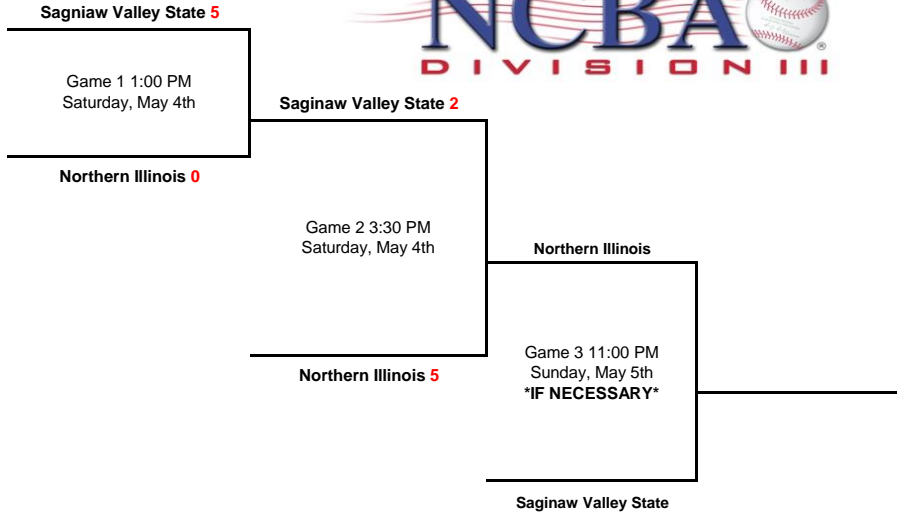 Sagniaw Valley State 5
NCBA
DIVISION III
Game 1 1:00 PM
Saturday, May 4th
Saginaw Valley State 2
Northern Illinois 0
Game 2 3:30 PM
Saturday, May 4th
Northern Illinois
Game 3 11:00 PM
Sunday, May 5th
*IF NECESSARY*
Northern Illinois 5
Saginaw Valley State